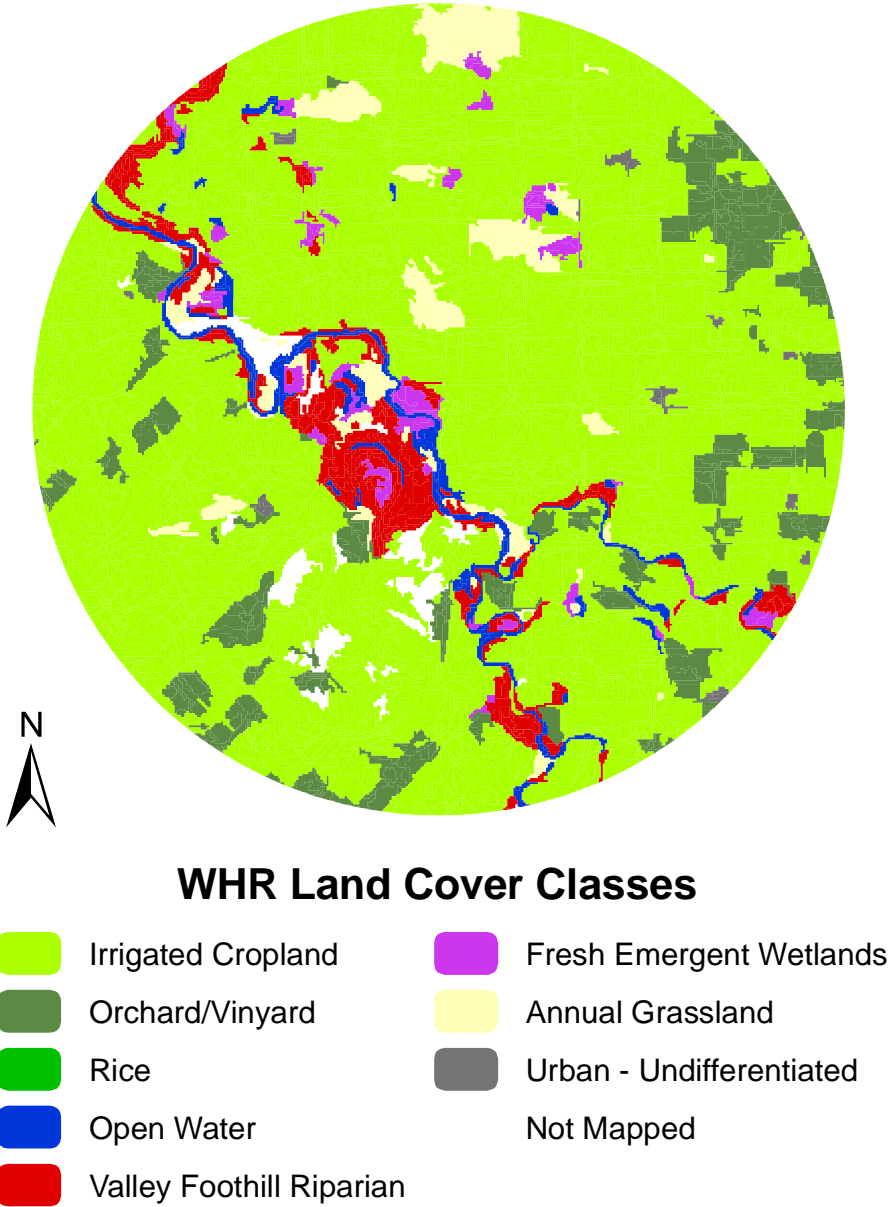 N
WHR Land Cover Classes
Irrigated Cropland
Orchard/Vinyard
Rice
Open Water
Valley Foothill Riparian
Fresh Emergent Wetlands
Annual Grassland
Urban - Undifferentiated
Not Mapped